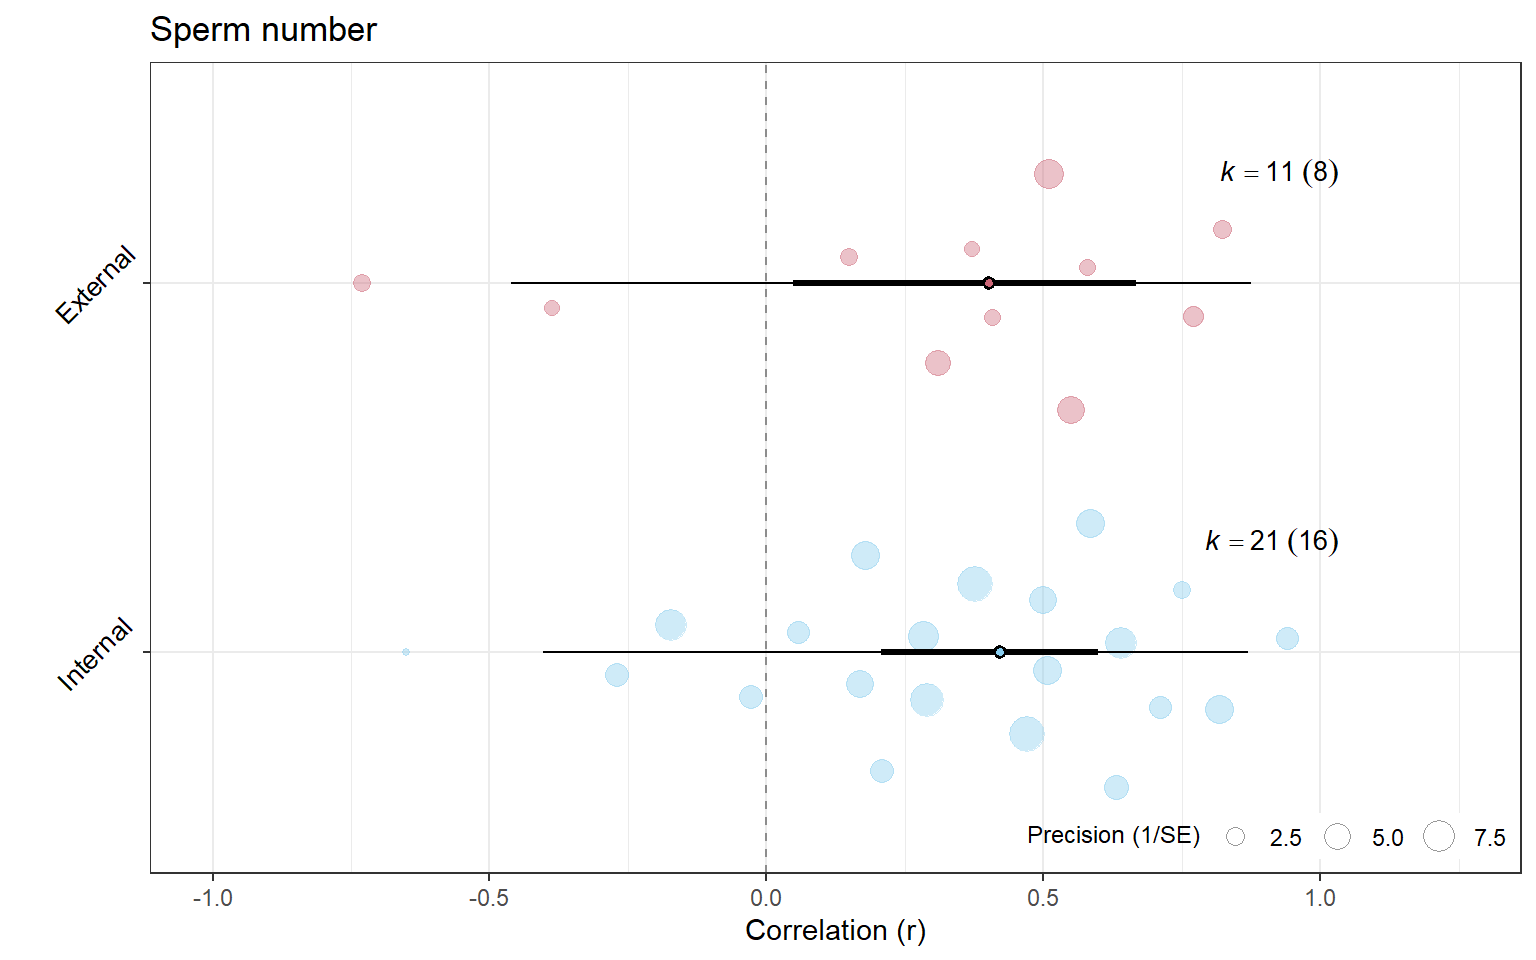 Sperm number
External
k = 11 (8)
Internal
k = 21 (16)
Precision (1/SE) 2.5 5.0 7.5
-1.0 -0.5 0.0 0.5 1.0
Correlation (r)